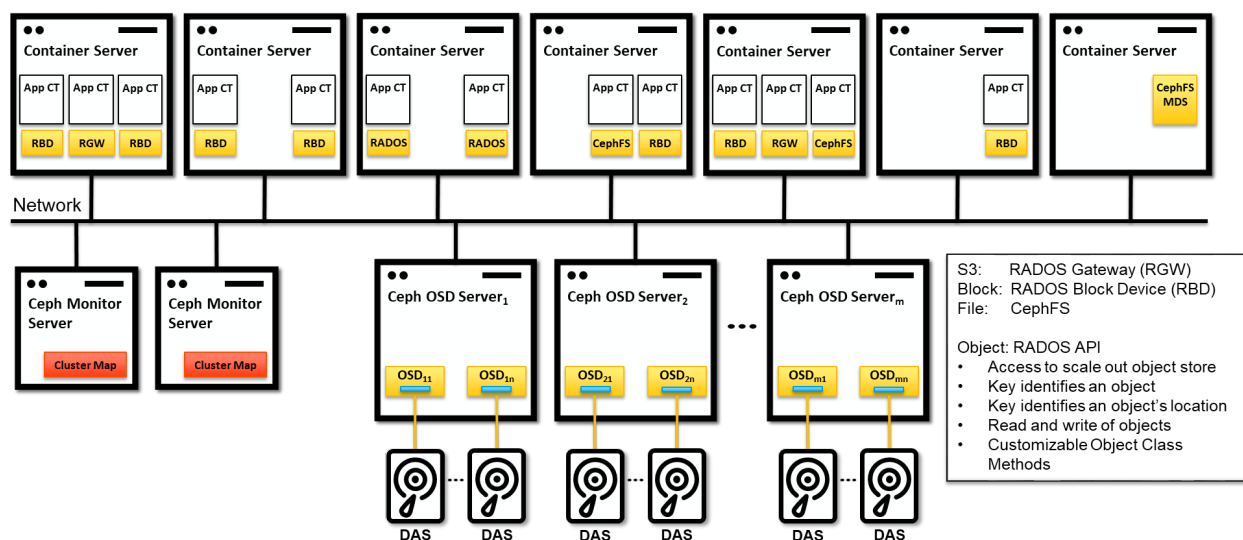 Container Server
Container Server
Container Server
Container Server
Container Server
Container Server
Container Server
App CT App CT App CT
App CT App CT
App CT App CT
App CT App CT
App CT App CT App CT
App CT
CephFS
MDS
RBD RGW RBD
RBD RBD
RADOS RADOS
CephFS RBD
RBD RGW CephFS
RBD
Network
Ceph Monitor
Server
Cluster Map
Ceph Monitor
Server
Cluster Map
Ceph OSD Server1
OSD11 OSD1n
DAS DAS
Ceph OSD Server2
OSD21 OSD2n
DAS DAS
Ceph OSD Serverm
OSDm1 OSDmn
DAS DAS
S3: RADOS Gateway (RGW)
Block: RADOS Block Device (RBD)
File: CephFS
Object: RADOS API
• Access to scale out object store
• Key identifies an object
• Key identifies an object's location
• Read and write of objects
• Customizable Object Class
Methods